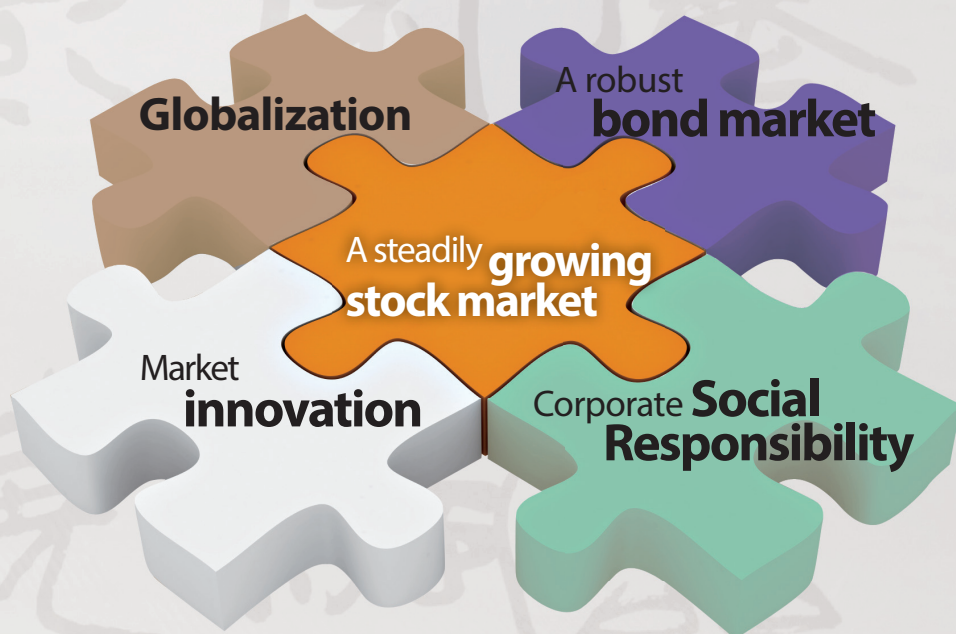 Globalization
A robust
bond market
A steadily growing
stock market
Market
innovation
Corporate Social
Responsibility